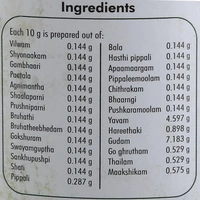 Ingredients
Each 10 g is prepared out of:
Vilwam 0.144 g
Shyonaakam 0.144 g
Gambhaari 0.144 g
Paatala 0.144 g
Agnimantha 0.144 g
Shaalaparni 0.144 g
Prushniparni 0.144 g
Bruhathi 0.144 g
Bruhatheebhedam 0.144 g
Gokshuram 0.144 g
Swayamguptha 0.144 g
Sankhupushpi 0.144 g
Shati 0.144 g
Pippali 0.287 g
Bala 0.144 g
Hasthi pippali 0.144 g
Apaamaargam 0.144 g
Pippaleemoolam 0.144 g
Chithrakam 0.144 g
Bhaarngi 0.144 g
Pushkaramoolam 0.144 g
Yavam 4.597 g
Hareethaki 0.898 g
Gudam 7.183 g
Go ghrutham 0.529 g
Thailam 0.529 g
Maakshikam 0.575 g